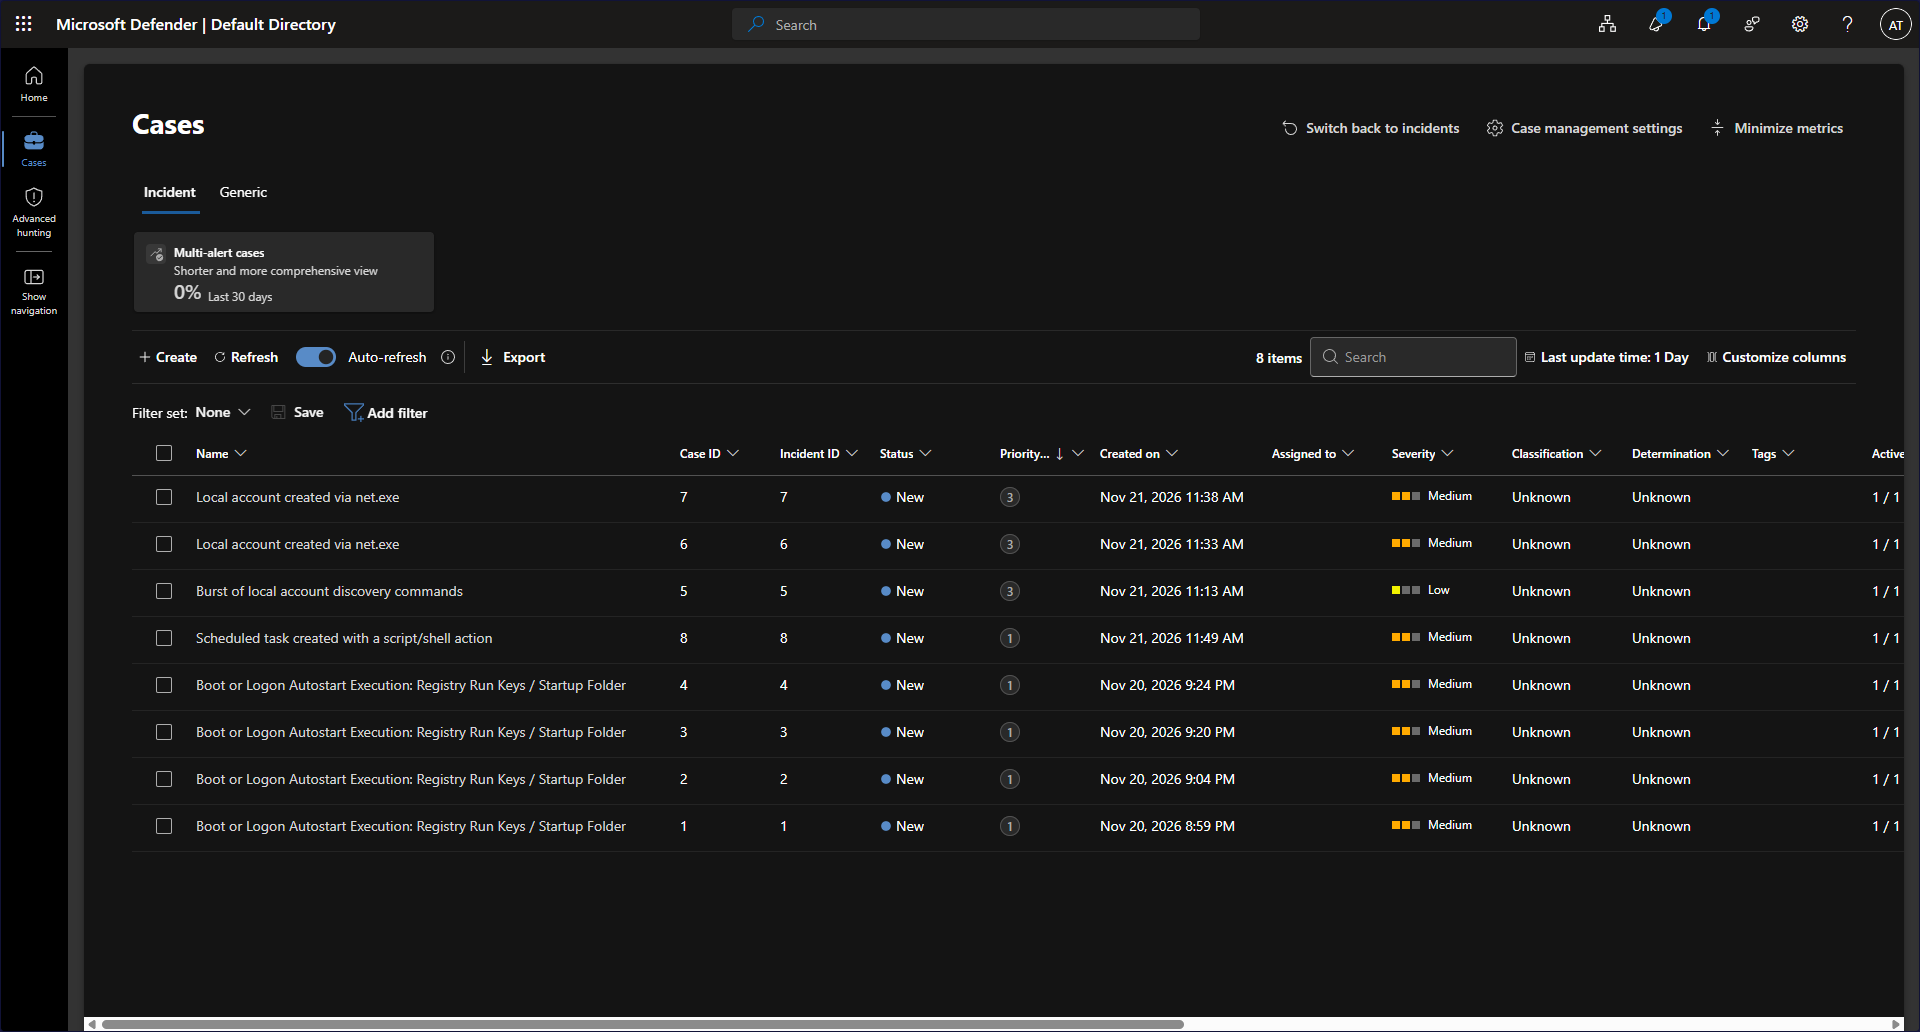 Microsoft Defender | Default Directory
Search
1
1
?
AT
Home
Cases
Advanced hunting
Show navigation
Cases
Switch back to incidents
Case management settings
Minimize metrics
Incident
Generic
Multi-alert cases
Shorter and more comprehensive view
0% Last 30 days
+ Create
Refresh
Auto-refresh
Export
8 items
Search
Last update time: 1 Day
Customize columns
Filter set: None
Save
Add filter
Name Case ID Incident ID Status Priority... ↓ Created on Assigned to Severity Classification Determination Tags Active
Local account created via net.exe 7 7 New 3 Nov 21, 2026 11:38 AM Medium Unknown Unknown 1 / 1
Local account created via net.exe 6 6 New 3 Nov 21, 2026 11:33 AM Medium Unknown Unknown 1 / 1
Burst of local account discovery commands 5 5 New 3 Nov 21, 2026 11:13 AM Low Unknown Unknown 1 / 1
Scheduled task created with a script/shell action 8 8 New 1 Nov 21, 2026 11:49 AM Medium Unknown Unknown 1 / 1
Boot or Logon Autostart Execution: Registry Run Keys / Startup Folder 4 4 New 1 Nov 20, 2026 9:24 PM Medium Unknown Unknown 1 / 1
Boot or Logon Autostart Execution: Registry Run Keys / Startup Folder 3 3 New 1 Nov 20, 2026 9:20 PM Medium Unknown Unknown 1 / 1
Boot or Logon Autostart Execution: Registry Run Keys / Startup Folder 2 2 New 1 Nov 20, 2026 9:04 PM Medium Unknown Unknown 1 / 1
Boot or Logon Autostart Execution: Registry Run Keys / Startup Folder 1 1 New 1 Nov 20, 2026 8:59 PM Medium Unknown Unknown 1 / 1